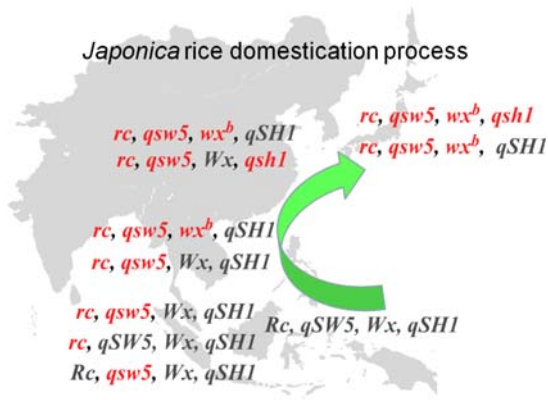 Japonica rice domestication process
rc, qsw5, wxᵇ, qsh1
rc, qsw5, wxᵇ, qSH1
rc, qsw5, wxᵇ, qSH1
rc, qsw5, Wx, qsh1
rc, qsw5, wxᵇ, qSH1
rc, qsw5, Wx, qSH1
rc, qsw5, Wx, qSH1
rc, qSW5, Wx, qSH1
Rc, qsw5, Wx, qSH1
Rc, qSW5, Wx, qSH1